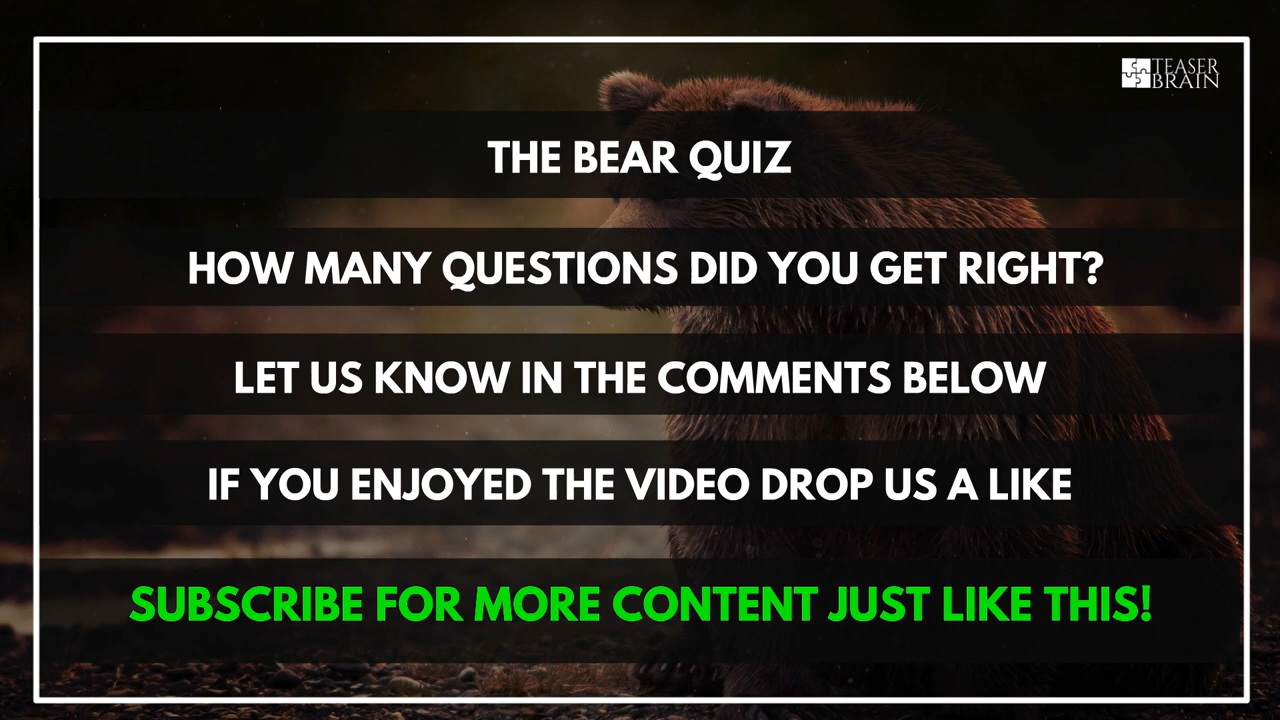 TEASER
BRAIN
THE BEAR QUIZ
HOW MANY QUESTIONS DID YOU GET RIGHT?
LET US KNOW IN THE COMMENTS BELOW
IF YOU ENJOYED THE VIDEO DROP US A LIKE
SUBSCRIBE FOR MORE CONTENT JUST LIKE THIS!